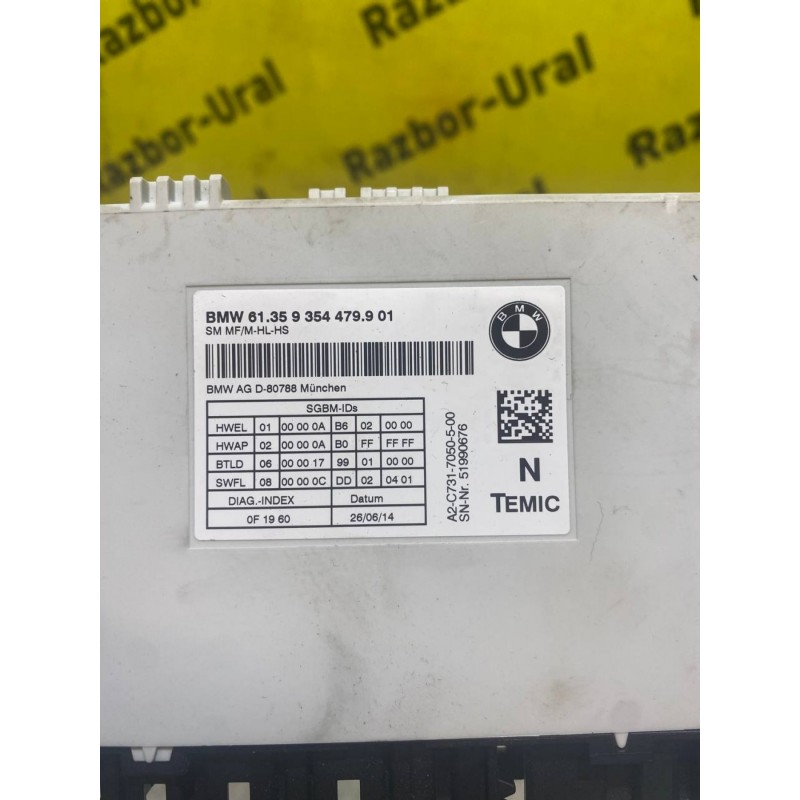 Razbor-Ural
Razbor-Ural
Razbor-Ural
Razbor-Ural
BMW 61.35 9 354 479.9 01
SM MF/M-HL-HS
BMW
BMW AG D-80788 München
SGBM-IDs
HWEL 01 00 00 0A B6 02 00 00
HWAP 02 00 00 0A B0 FF FF FF
BTLD 06 00 00 17 99 01 00 00
SWFL 08 00 00 0C DD 02 04 01
DIAG.-INDEX Datum
0F 19 60 26/06/14
A2-C731-7050-5-00
SN-Nr. 51990676
N
TEMIC